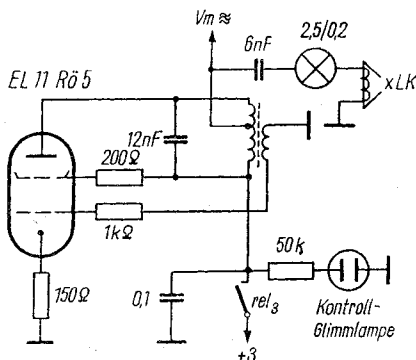 Vm ≈
2,5/0,2
6nF
xLK
EL 11 Rö 5
12nF
200Ω
1kΩ
50k
150Ω
0,1
rel₃
Kontroll-
Glimmlampe
+3